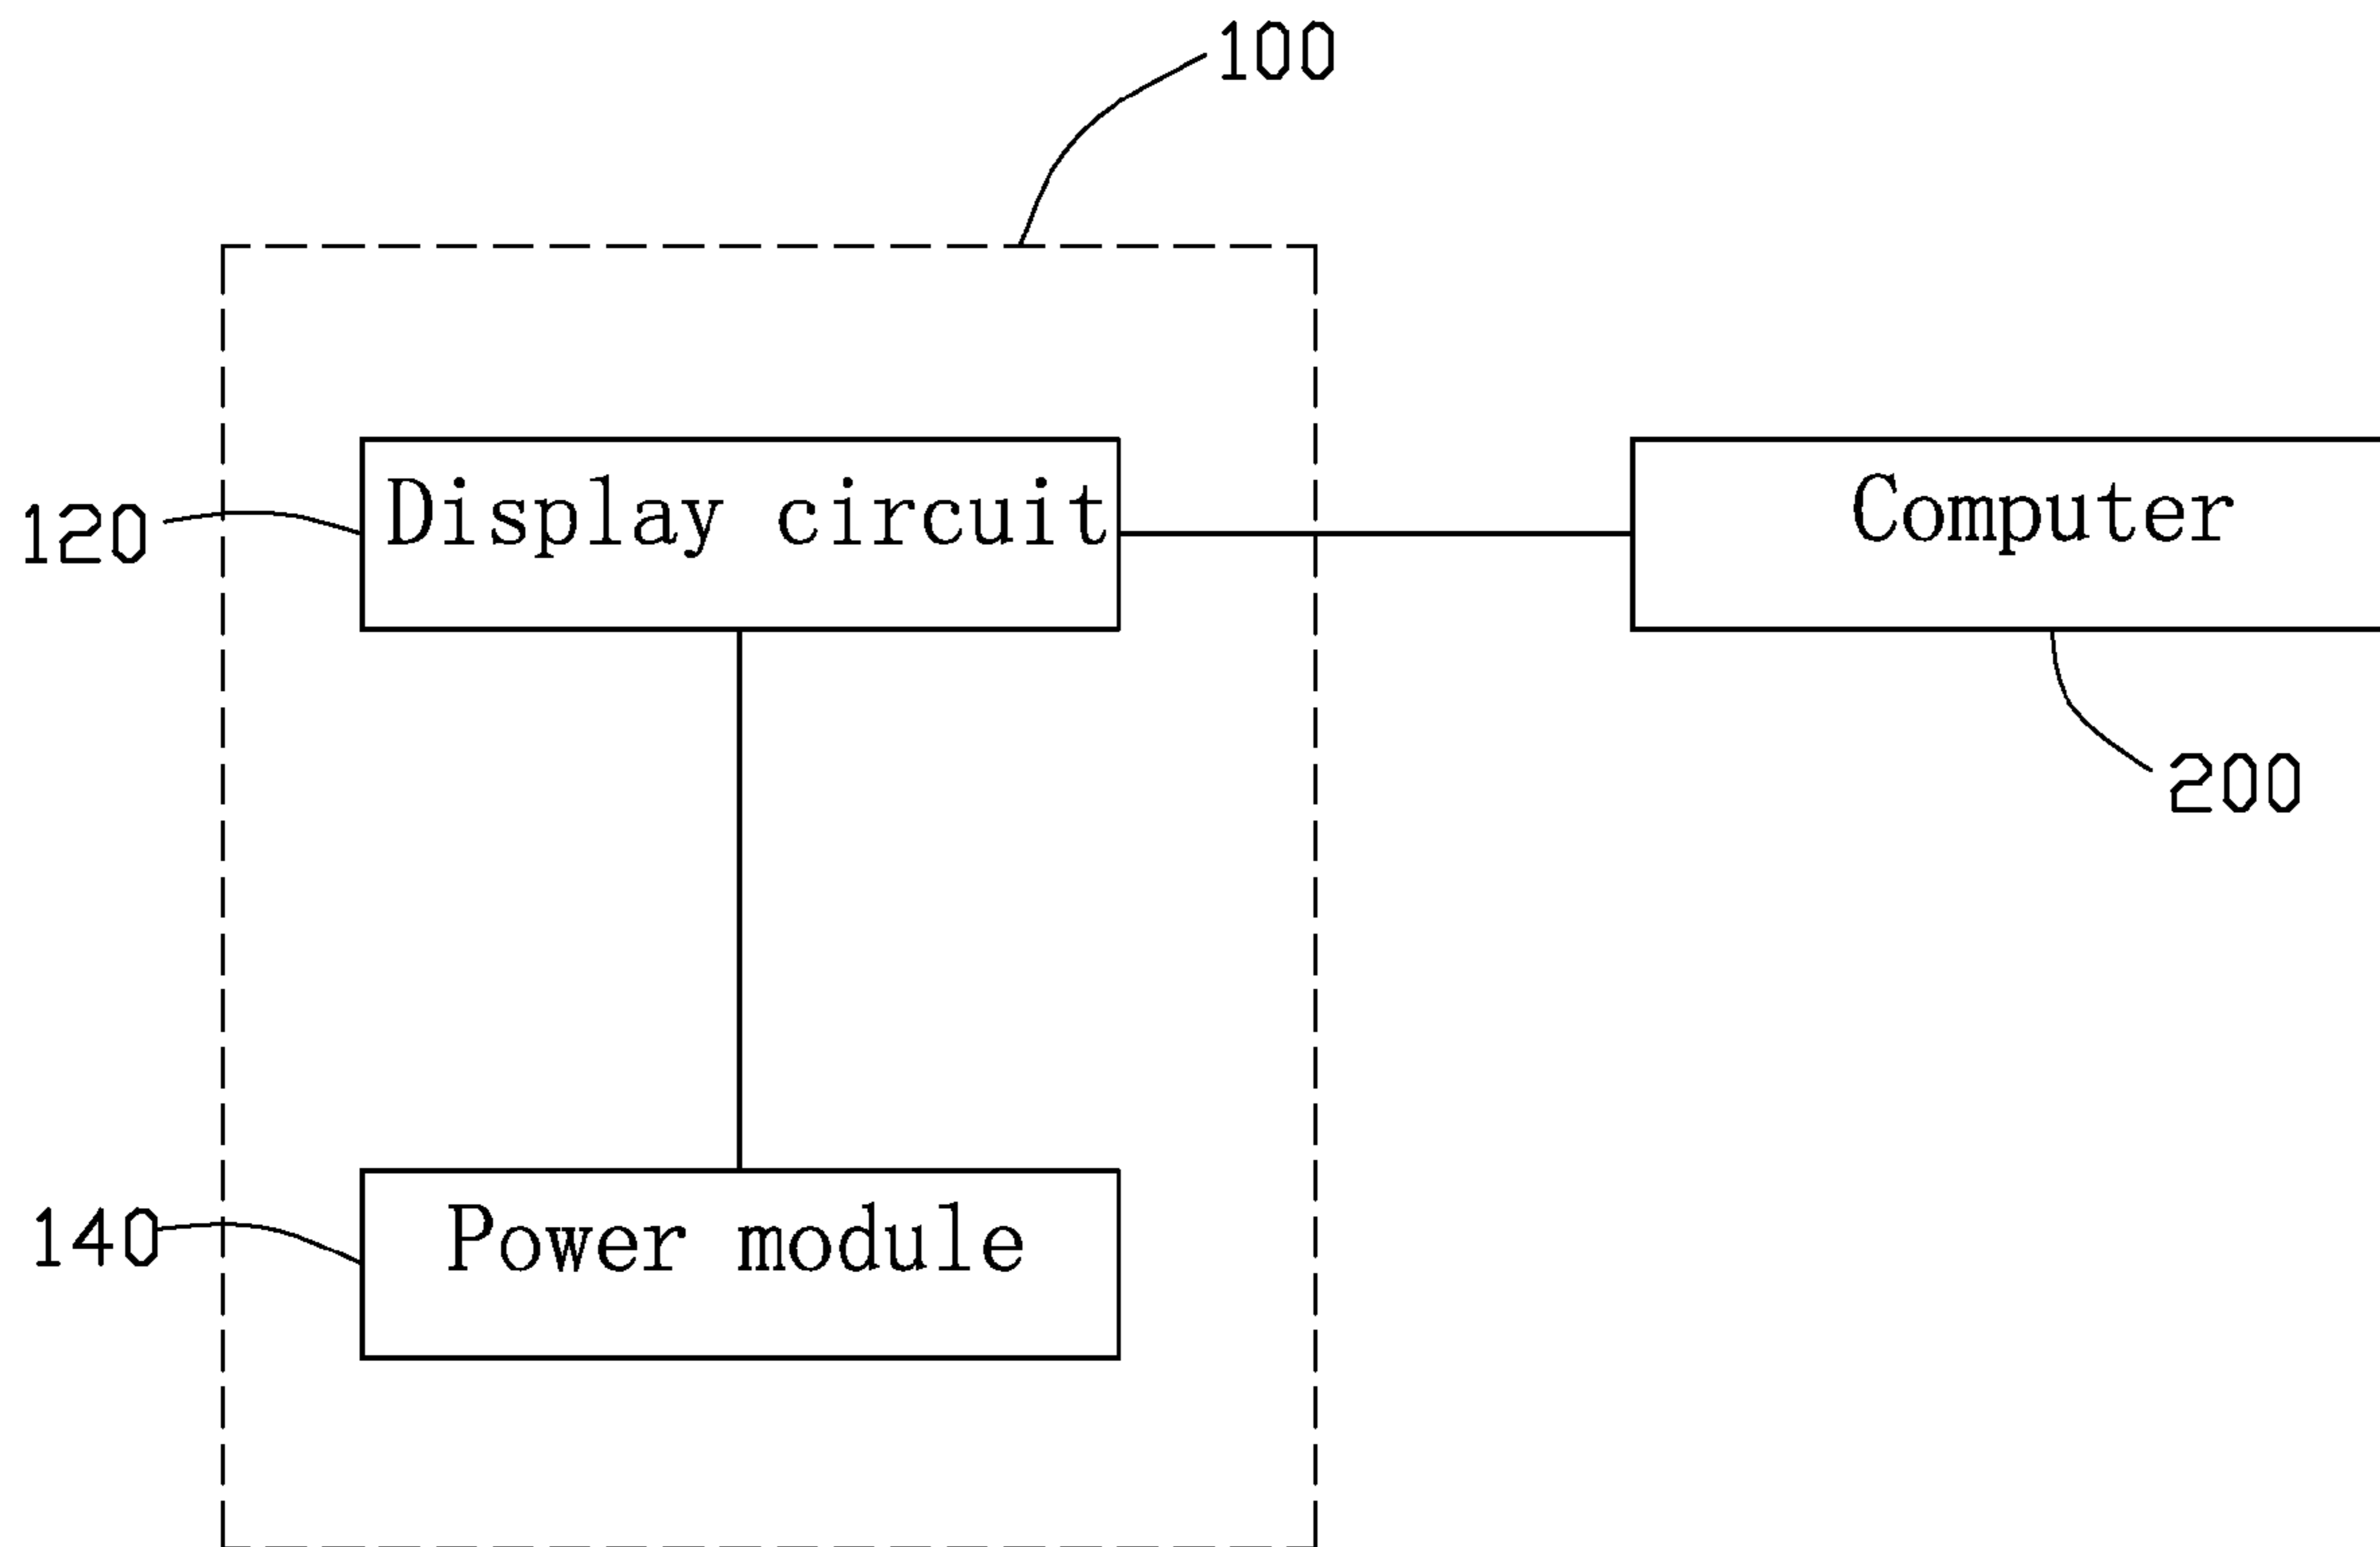 100
120
Display circuit
Computer
200
140
Power module